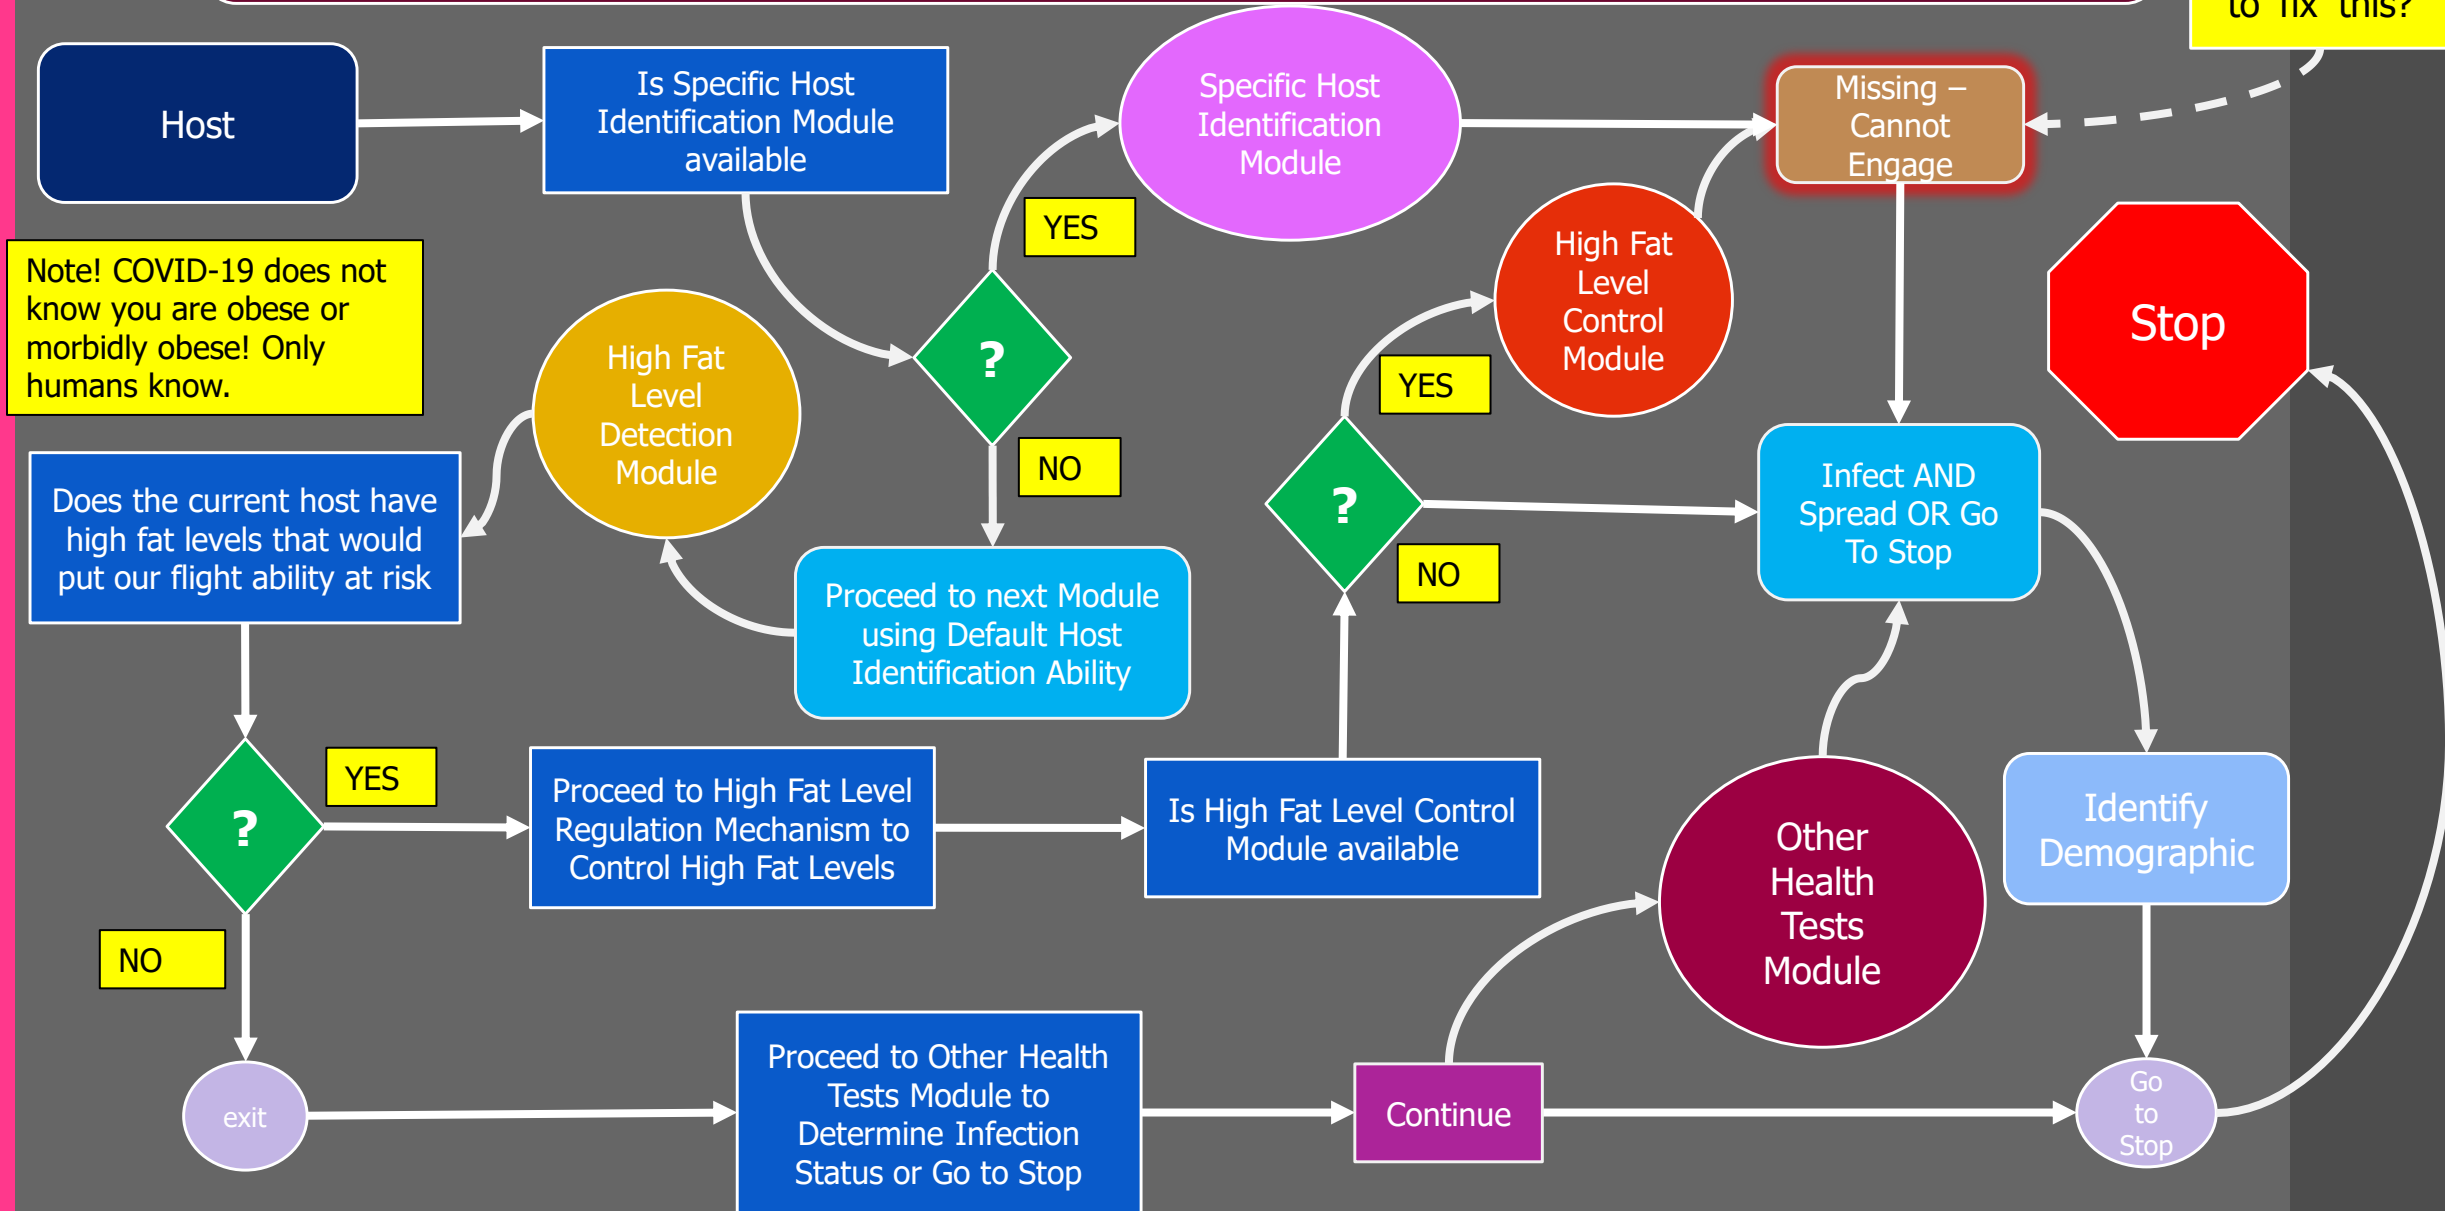 to fix this?
Host
Is Specific Host
Identification Module
available
Specific Host
Identification
Module
Missing –
Cannot
Engage
YES
High Fat
Level
Control
Module
Stop
Note! COVID-19 does not
know you are obese or
morbidly obese! Only
humans know.
High Fat
Level
Detection
Module
?
YES
NO
Does the current host have
high fat levels that would
put our flight ability at risk
?
Infect AND
Spread OR Go
To Stop
NO
Proceed to next Module
using Default Host
Identification Ability
YES
?
Proceed to High Fat Level
Regulation Mechanism to
Control High Fat Levels
Is High Fat Level Control
Module available
Other
Health
Tests
Module
Identify
Demographic
NO
exit
Proceed to Other Health
Tests Module to
Determine Infection
Status or Go to Stop
Continue
Go
to
Stop